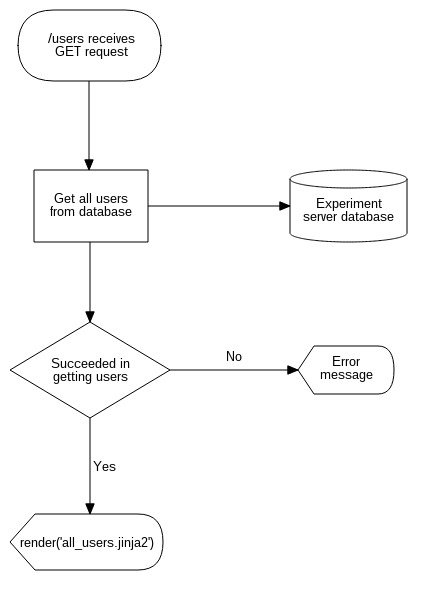 /users receives
GET request
Get all users
from database
Experiment
server database
Succeeded in
getting users
No
Error
message
Yes
render('all_users.jinja2')